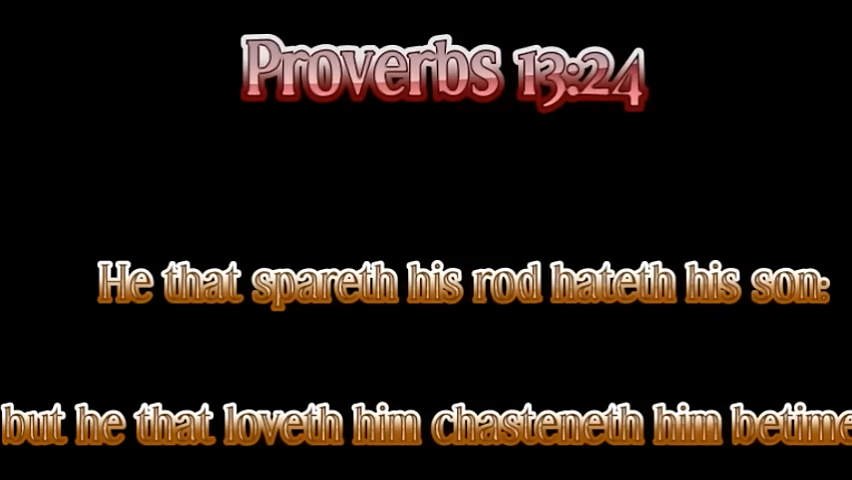 Proverbs 13:24
He that spareth his rod hateth his son:
but he that loveth him chasteneth him betime